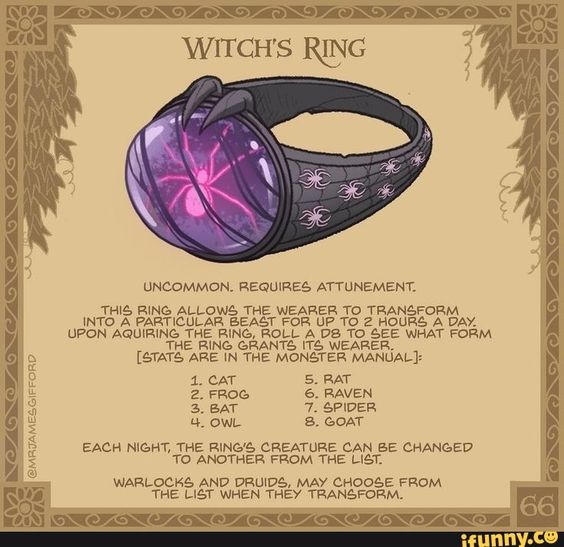 WITCH'S RING
UNCOMMON. REQUIRES ATTUNEMENT.
THIS RING ALLOWS THE WEARER TO TRANSFORM
INTO A PARTICULAR BEAST FOR UP TO 2 HOURS A DAY.
UPON AQUIRING THE RING, ROLL A D8 TO SEE WHAT FORM
THE RING GRANTS ITS WEARER.
[STATS ARE IN THE MONSTER MANUAL]:
1. CAT
2. FROG
3. BAT
4. OWL
5. RAT
6. RAVEN
7. SPIDER
8. GOAT
EACH NIGHT, THE RING'S CREATURE CAN BE CHANGED
TO ANOTHER FROM THE LIST.
WARLOCKS AND DRUIDS, MAY CHOOSE FROM
THE LIST WHEN THEY TRANSFORM.
@MRJAMESGIFFORD
66
ifunny.co